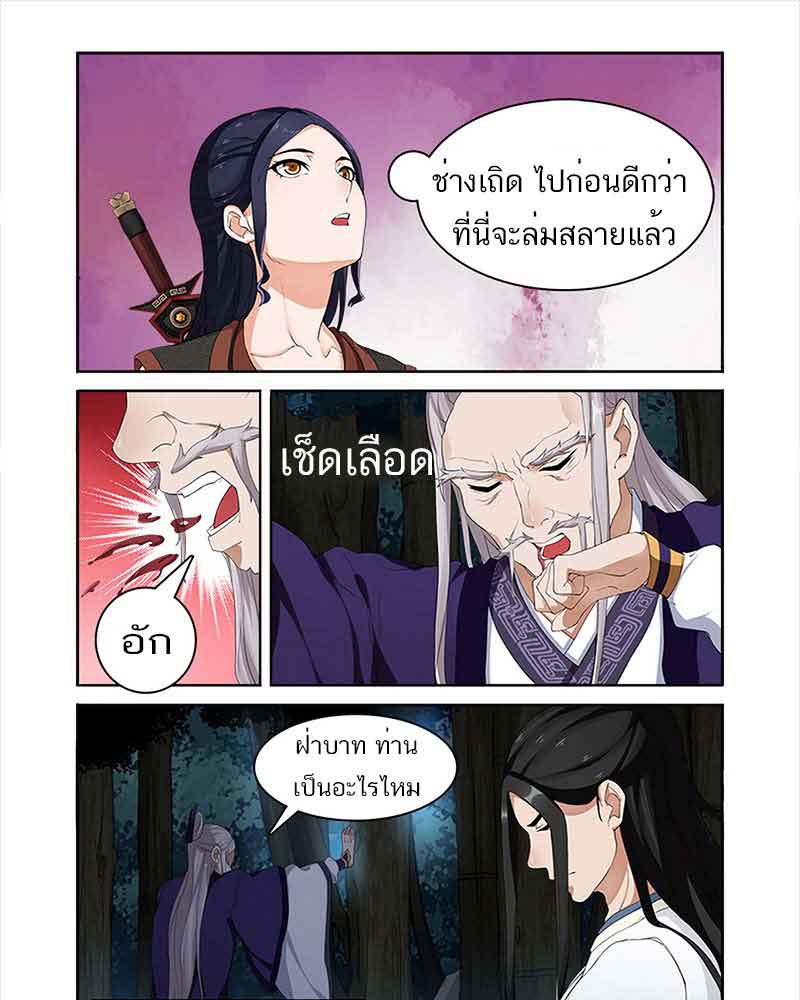 ช่างเถิด ไปก่อนดีกว่า
ที่นี่จะล่มสลายแล้ว
เช็ดเลือด
อัก
ฝ่าบาท ท่าน
เป็นอะไรไหม